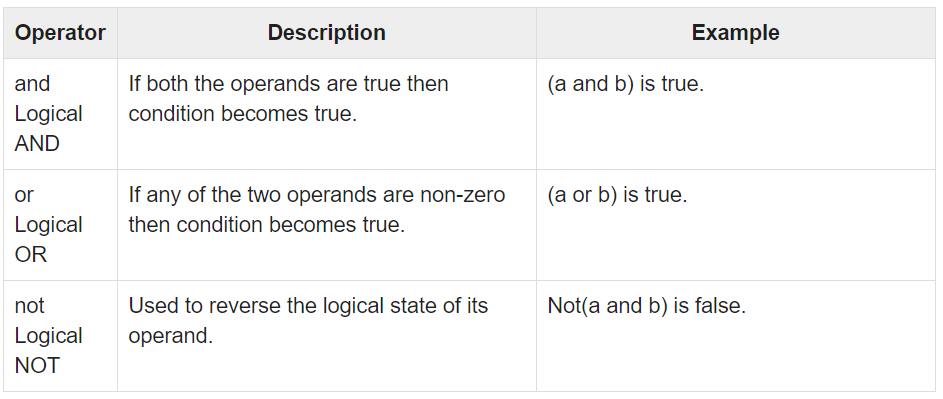 Operator Description Example
and
Logical
AND
If both the operands are true then
condition becomes true.
(a and b) is true.
or
Logical
OR
If any of the two operands are non-zero
then condition becomes true.
(a or b) is true.
not
Logical
NOT
Used to reverse the logical state of its
operand.
Not(a and b) is false.